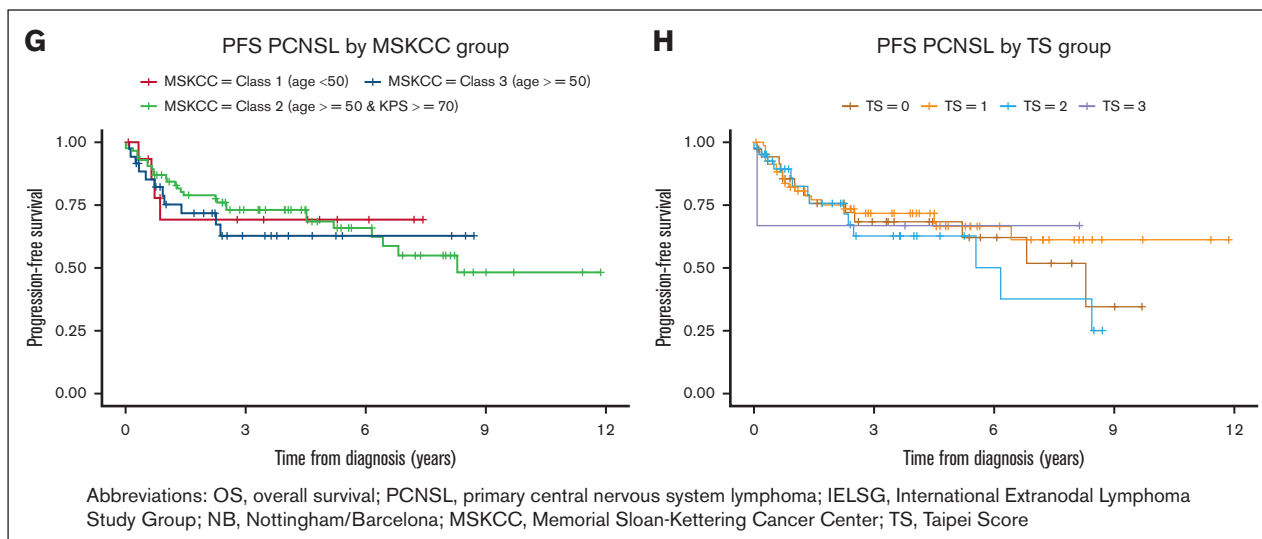 G
PFS PCNSL by MSKCC group
MSKCC = Class 1 (age <50)
MSKCC = Class 3 (age > = 50)
MSKCC = Class 2 (age > = 50 & KPS > = 70)
Progression-free survival
1.00
0.75
0.50
0.25
0.00
0
3
6
9
12
Time from diagnosis (years)
H
PFS PCNSL by TS group
TS = 0
TS = 1
TS = 2
TS = 3
Progression-free survival
1.00
0.75
0.50
0.25
0.00
0
3
6
9
12
Time from diagnosis (years)
Abbreviations: OS, overall survival; PCNSL, primary central nervous system lymphoma; IELSG, International Extranodal Lymphoma
Study Group; NB, Nottingham/Barcelona; MSKCC, Memorial Sloan-Kettering Cancer Center; TS, Taipei Score